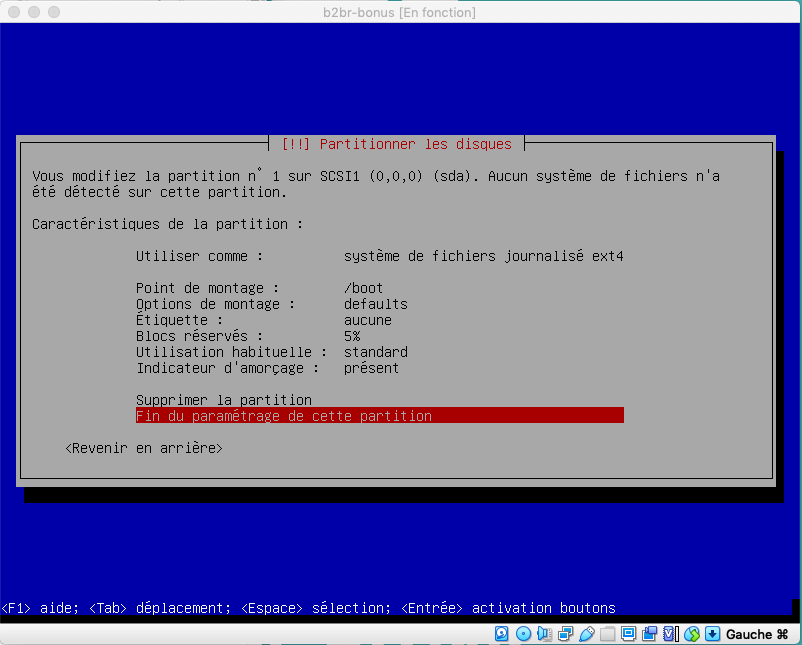 b2br-bonus [En fonction]
[!!] Partitionner les disques
Vous modifiez la partition n° 1 sur SCSI1 (0,0,0) (sda). Aucun système de fichiers n'a
été détecté sur cette partition.
Caractéristiques de la partition :
Utiliser comme : système de fichiers journalisé ext4
Point de montage : /boot
Options de montage : defaults
Étiquette : aucune
Blocs réservés : 5%
Utilisation habituelle : standard
Indicateur d'amorçage : présent
Supprimer la partition
Fin du paramétrage de cette partition
<Revenir en arrière>
<F1> aide; <Tab> déplacement; <Espace> sélection; <Entrée> activation boutons
Gauche ⌘